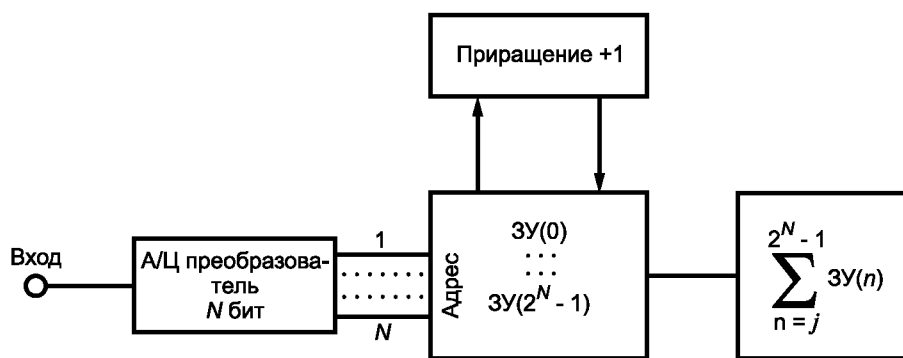 Приращение +1
Вход
А/Ц преобразова-
тель
N бит
1
N
Адрес
ЗУ(0)
...
ЗУ(2^N - 1)
2^N - 1
∑ ЗУ(n)
n = j